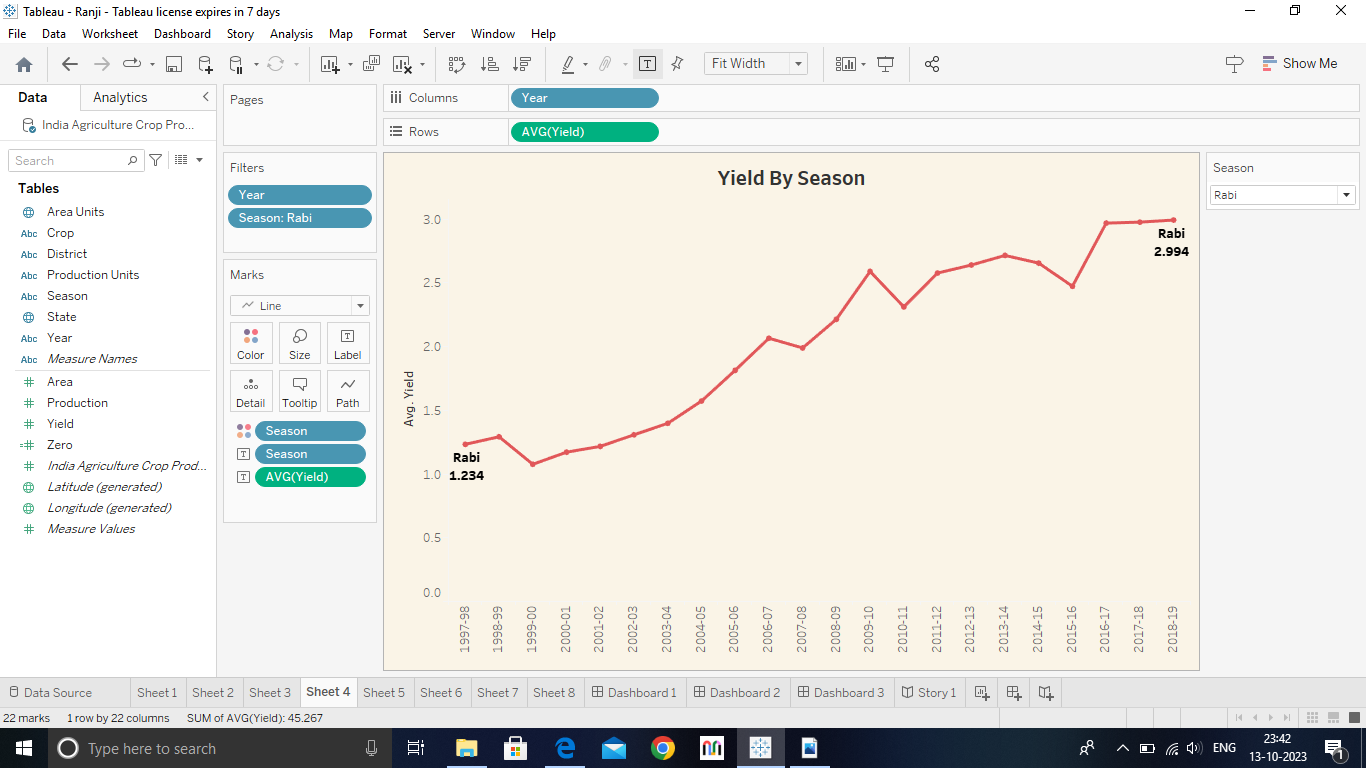 Tableau - Ranji - Tableau license expires in 7 days
File Data Worksheet Dashboard Story Analysis Map Format Server Window Help
Fit Width
Show Me
Data Analytics
India Agriculture Crop Pro...
Search
Tables
Area Units
Abc Crop
Abc District
Abc Production Units
Abc Season
State
Abc Year
Abc Measure Names
# Area
# Production
# Yield
=# Zero
# India Agriculture Crop Prod...
Latitude (generated)
Longitude (generated)
# Measure Values
Pages
Filters
Year
Season: Rabi
Marks
Line
Color Size T Label
Detail Tooltip Path
Season
T Season
T AVG(Yield)
Columns Year
Rows AVG(Yield)
Yield By Season
Avg. Yield
3.0
2.5
2.0
1.5
1.0
0.5
0.0
Rabi
1.234
Rabi
2.994
1997-98
1998-99
1999-00
2000-01
2001-02
2002-03
2003-04
2004-05
2005-06
2006-07
2007-08
2008-09
2009-10
2010-11
2011-12
2012-13
2013-14
2014-15
2015-16
2016-17
2017-18
2018-19
Season
Rabi
Data Source Sheet 1 Sheet 2 Sheet 3 Sheet 4 Sheet 5 Sheet 6 Sheet 7 Sheet 8 Dashboard 1 Dashboard 2 Dashboard 3 Story 1
22 marks 1 row by 22 columns SUM of AVG(Yield): 45.267
Type here to search
ENG
23:42
13-10-2023
1